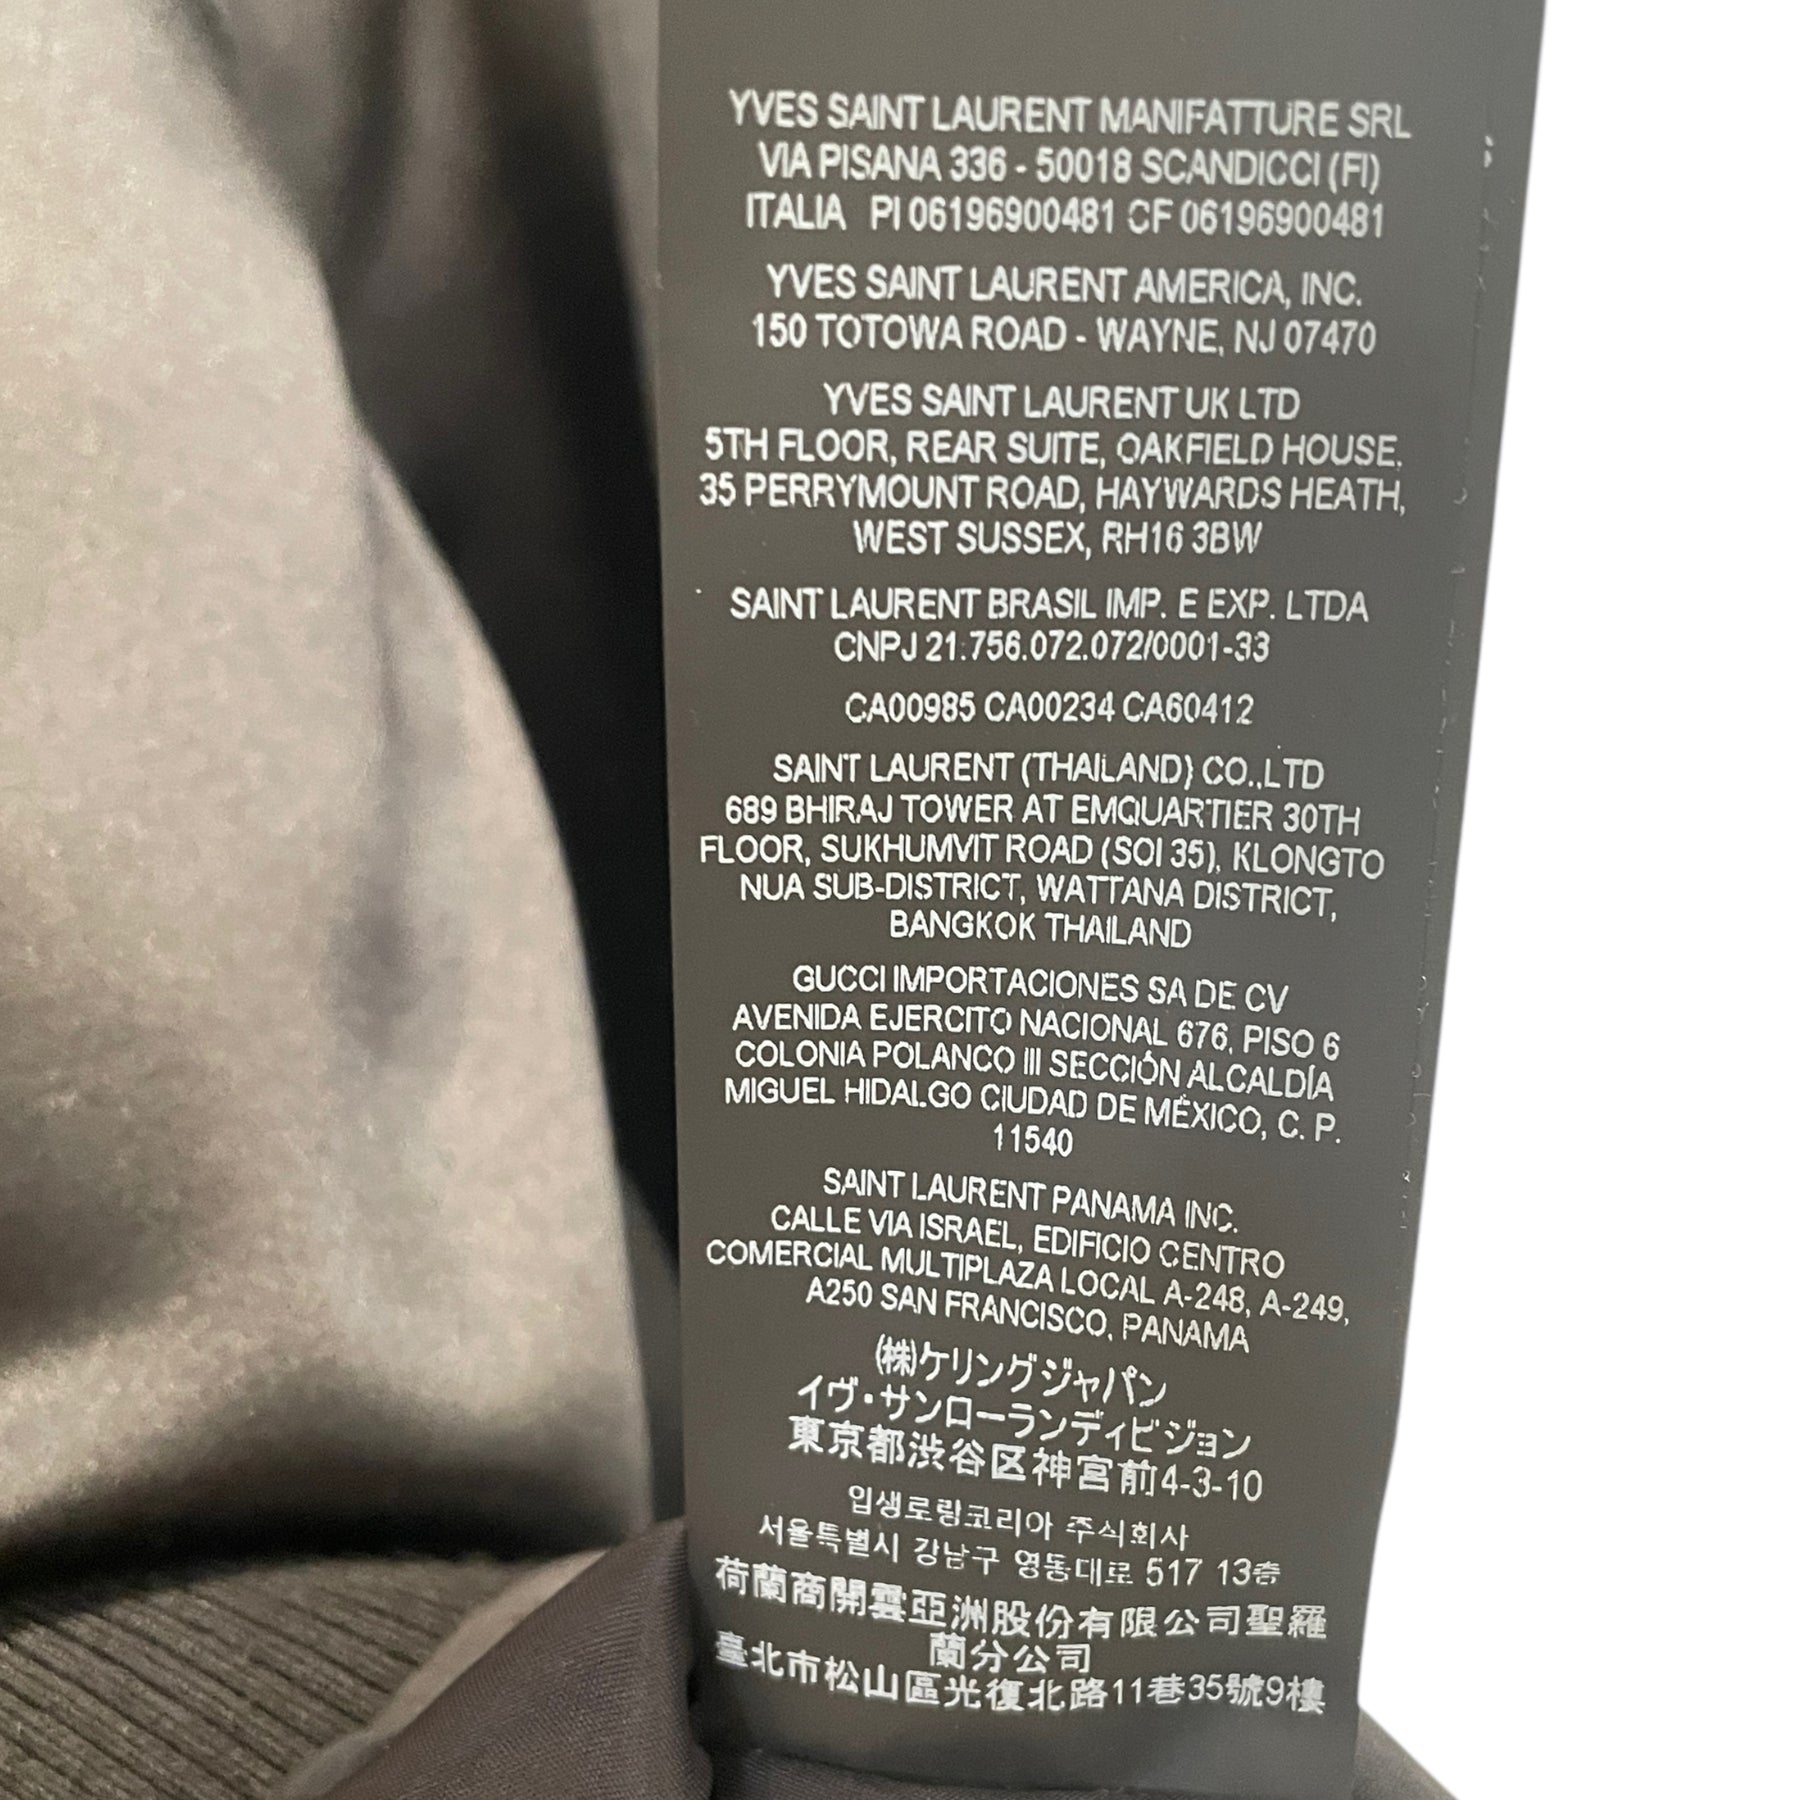 YVES SAINT LAURENT MANIFATTURE SRL
VIA PISANA 336 - 50018 SCANDICCI (FI)
ITALIA PI 06196900481 CF 06196900481
YVES SAINT LAURENT AMERICA, INC.
150 TOTOWA ROAD - WAYNE, NJ 07470
YVES SAINT LAURENT UK LTD
5TH FLOOR, REAR SUITE, OAKFIELD HOUSE,
35 PERRYMOUNT ROAD, HAYWARDS HEATH,
WEST SUSSEX, RH16 3BW
SAINT LAURENT BRASIL IMP. E EXP. LTDA
CNPJ 21.756.072.072/0001-33
CA00985 CA00234 CA60412
SAINT LAURENT (THAILAND) CO.,LTD
689 BHIRAJ TOWER AT EMQUARTIER 30TH
FLOOR, SUKHUMVIT ROAD (SOI 35), KLONGTO
NUA SUB-DISTRICT, WATTANA DISTRICT,
BANGKOK THAILAND
GUCCI IMPORTACIONES SA DE CV
AVENIDA EJERCITO NACIONAL 676, PISO 6
COLONIA POLANCO III SECCIÓN ALCALDÍA
MIGUEL HIDALGO CIUDAD DE MÉXICO, C. P.
11540
SAINT LAURENT PANAMA INC.
CALLE VIA ISRAEL, EDIFICIO CENTRO
COMERCIAL MULTIPLAZA LOCAL A-248, A-249,
A250 SAN FRANCISCO, PANAMA
(株)ケリングジャパン
イヴ・サンローランディビジョン
東京都渋谷区神宮前4-3-10
입생로랑코리아 주식회사
서울특별시 강남구 영동대로 517 13층
荷蘭商開雲亞洲股份有限公司聖羅
蘭分公司
臺北市松山區光復北路11巷35號9樓